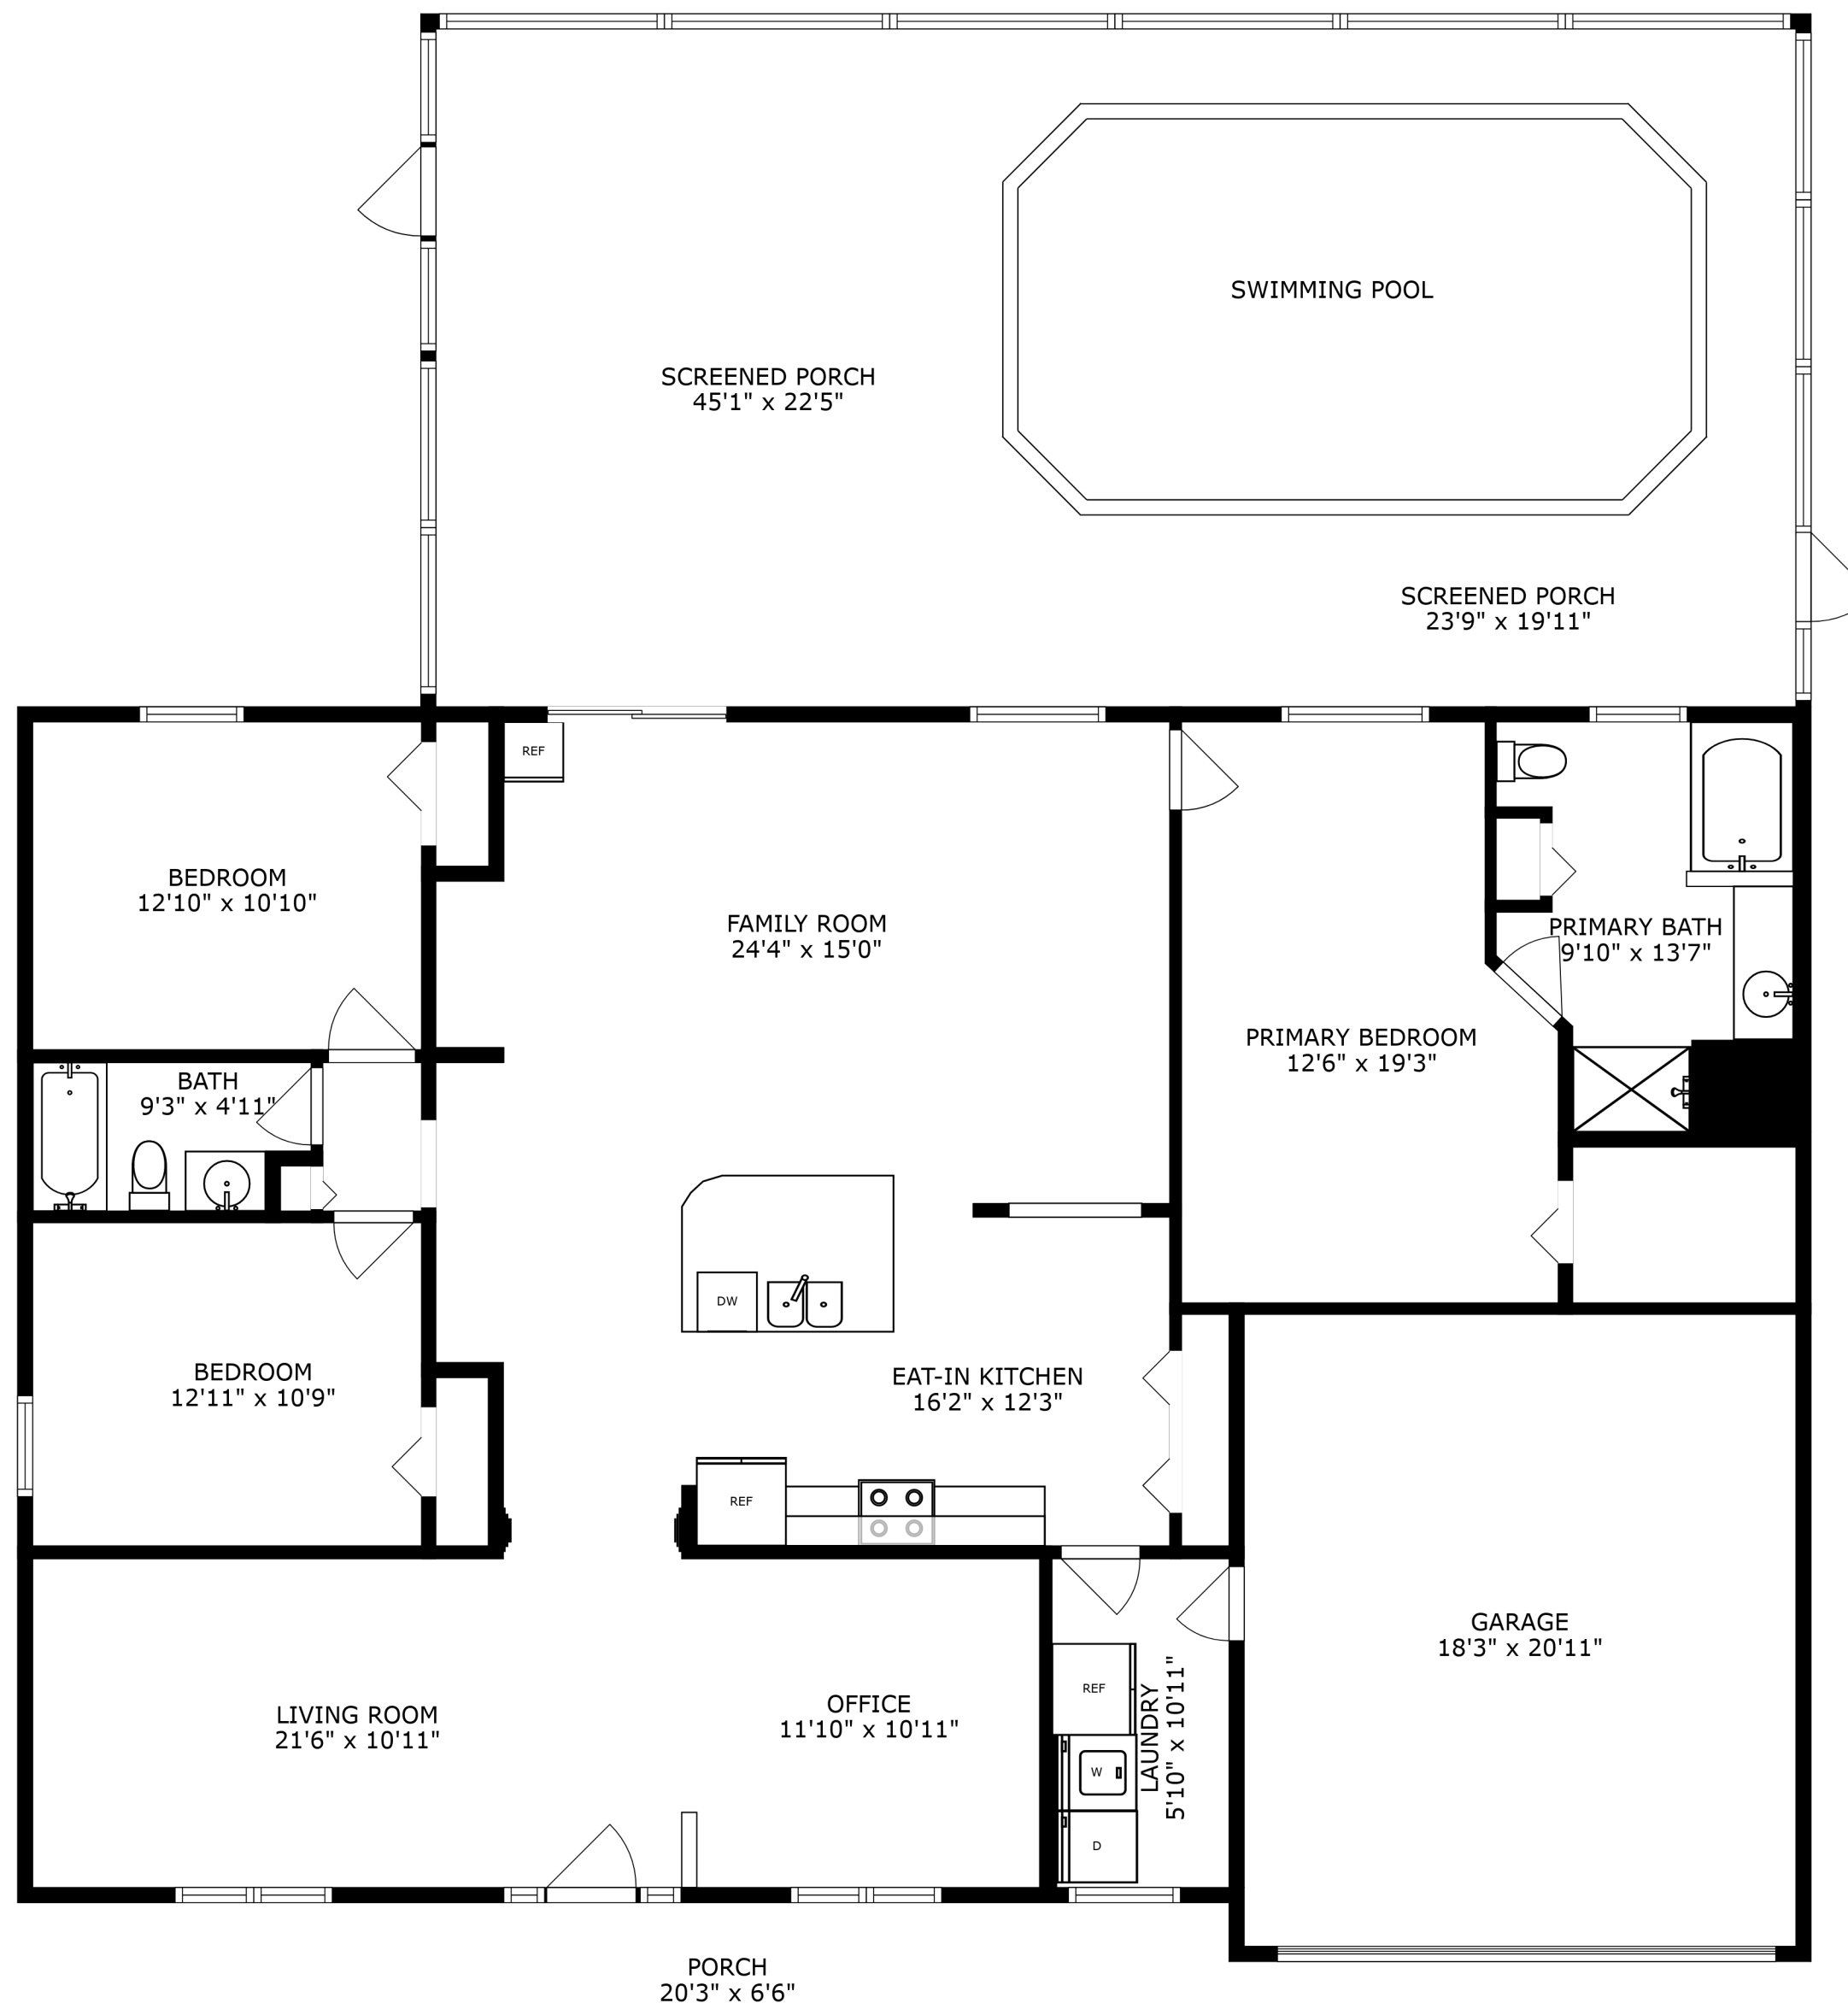 SWIMMING POOL
SCREENED PORCH
45'1" x 22'5"
SCREENED PORCH
23'9" x 19'11"
REF
BEDROOM
12'10" x 10'10"
FAMILY ROOM
24'4" x 15'0"
PRIMARY BATH
9'10" x 13'7"
PRIMARY BEDROOM
12'6" x 19'3"
BATH
9'3" x 4'11"
DW
BEDROOM
12'11" x 10'9"
EAT-IN KITCHEN
16'2" x 12'3"
REF
GARAGE
18'3" x 20'11"
LIVING ROOM
21'6" x 10'11"
OFFICE
11'10" x 10'11"
REF
LAUNDRY
5'10" x 10'11"
W
D
PORCH
20'3" x 6'6"